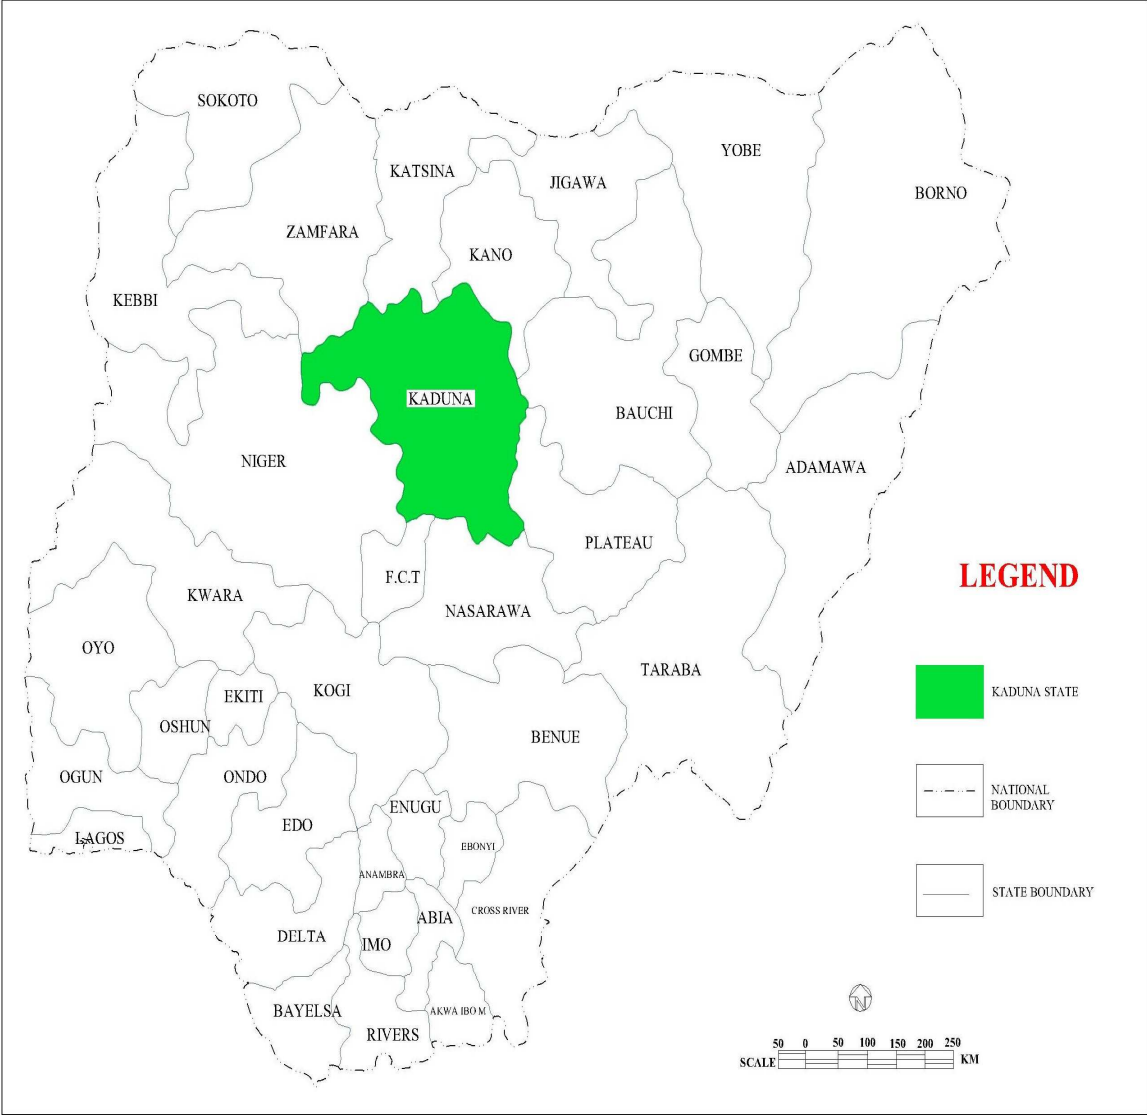 SOKOTO
YOBE
KATSINA
JIGAWA
BORNO
ZAMFARA
KANO
KEBBI
GOMBE
KADUNA
BAUCHI
NIGER
ADAMAWA
PLATEAU
F.C.T
LEGEND
KWARA
NASARAWA
OYO
TARABA
EKITI
KOGI
KADUNA STATE
OSHUN
BENUE
OGUN
ONDO
NATIONAL
BOUNDARY
ENUGU
EDO
LAGOS
EBONYI
ANAMBRA
STATE BOUNDARY
CROSS RIVER
ABIA
DELTA
IMO
N
BAYELSA
AKWA IBOM
RIVERS
50 0 50 100 150 200 250
SCALE KM